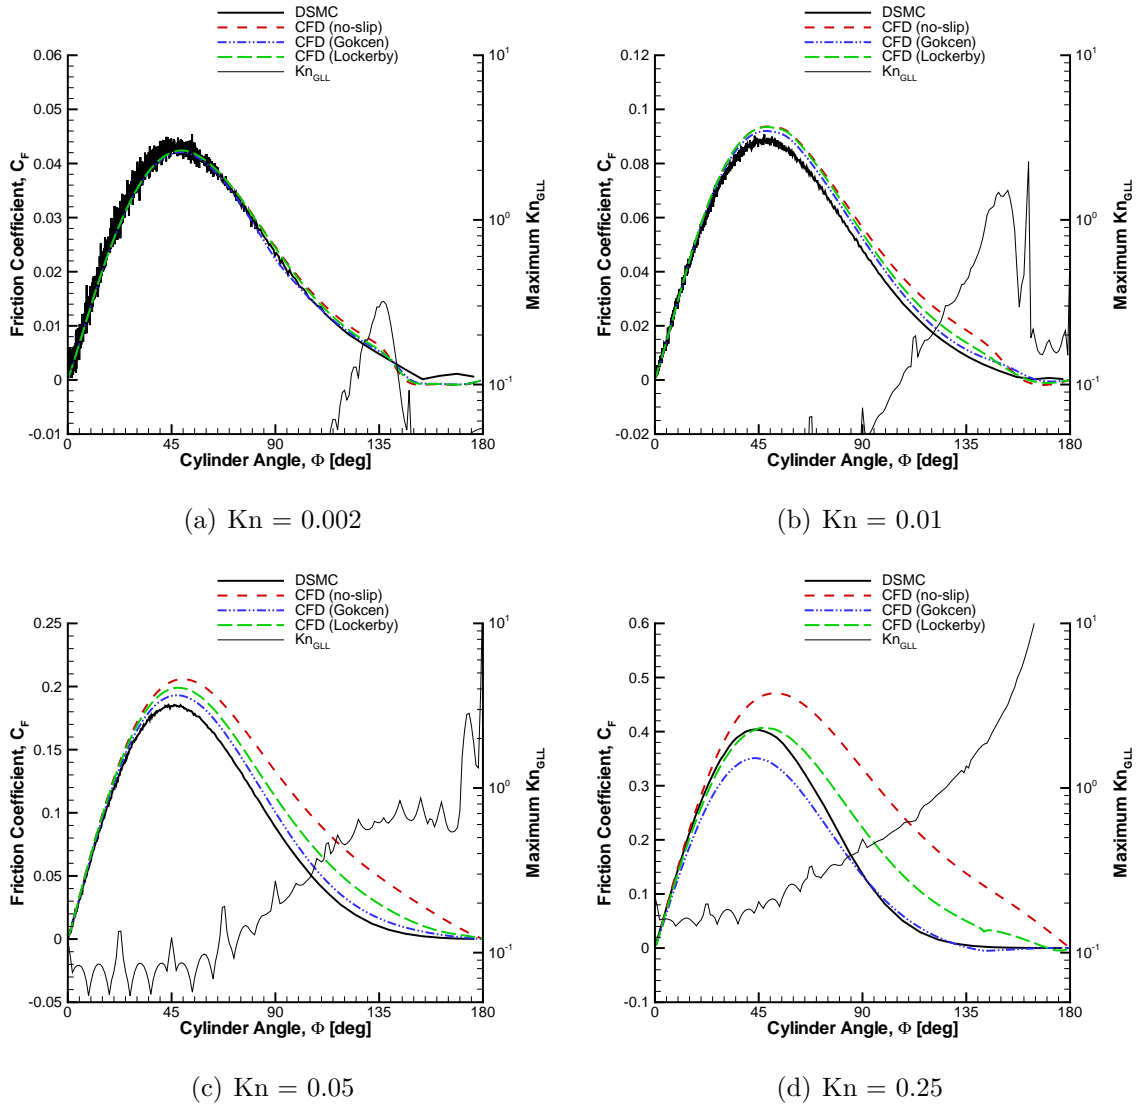 DSMC
CFD (no-slip)
CFD (Gokcen)
CFD (Lockerby)
Kn_GLL
Friction Coefficient, C_F
0.06
0.05
0.04
0.03
0.02
0.01
0
-0.01
0 45 90 135 180
Cylinder Angle, Φ [deg]
10^1
10^0
10^-1
Maximum Kn_GLL
(a) Kn = 0.002
DSMC
CFD (no-slip)
CFD (Gokcen)
CFD (Lockerby)
Kn_GLL
Friction Coefficient, C_F
0.12
0.1
0.08
0.06
0.04
0.02
0
-0.02
0 45 90 135 180
Cylinder Angle, Φ [deg]
10^1
10^0
10^-1
Maximum Kn_GLL
(b) Kn = 0.01
DSMC
CFD (no-slip)
CFD (Gokcen)
CFD (Lockerby)
Kn_GLL
Friction Coefficient, C_F
0.25
0.2
0.15
0.1
0.05
0
-0.05
0 45 90 135 180
Cylinder Angle, Φ [deg]
10^1
10^0
10^-1
Maximum Kn_GLL
(c) Kn = 0.05
DSMC
CFD (no-slip)
CFD (Gokcen)
CFD (Lockerby)
Kn_GLL
Friction Coefficient, C_F
0.6
0.5
0.4
0.3
0.2
0.1
0
-0.1
0 45 90 135 180
Cylinder Angle, Φ [deg]
10^1
10^0
10^-1
Maximum Kn_GLL
(d) Kn = 0.25